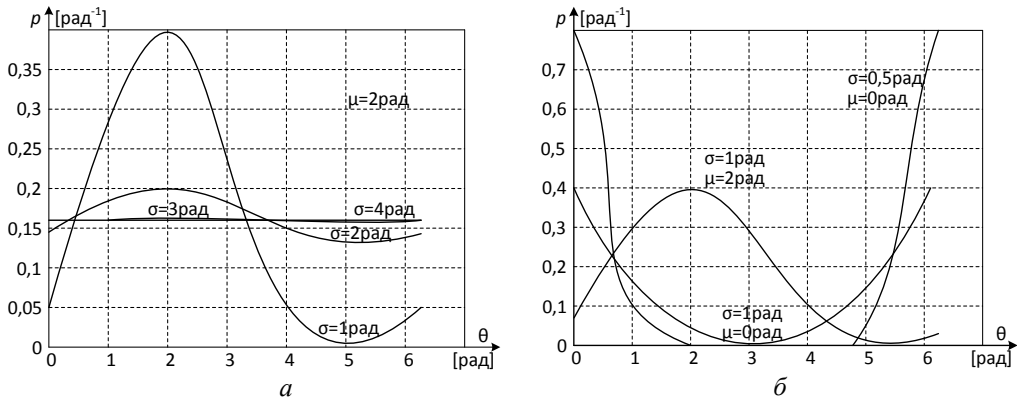 p [рад-1]
0,35
0,3
0,25
0,2
0,15
0,1
0,05
0
μ=2рад
σ=3рад
σ=4рад
σ=2рад
σ=1рад
θ
0 1 2 3 4 5 6 [рад]
а
p [рад-1]
0,7
0,6
0,5
0,4
0,3
0,2
0,1
0
σ=0,5рад
μ=0рад
σ=1рад
μ=2рад
σ=1рад
μ=0рад
θ
0 1 2 3 4 5 6 [рад]
б